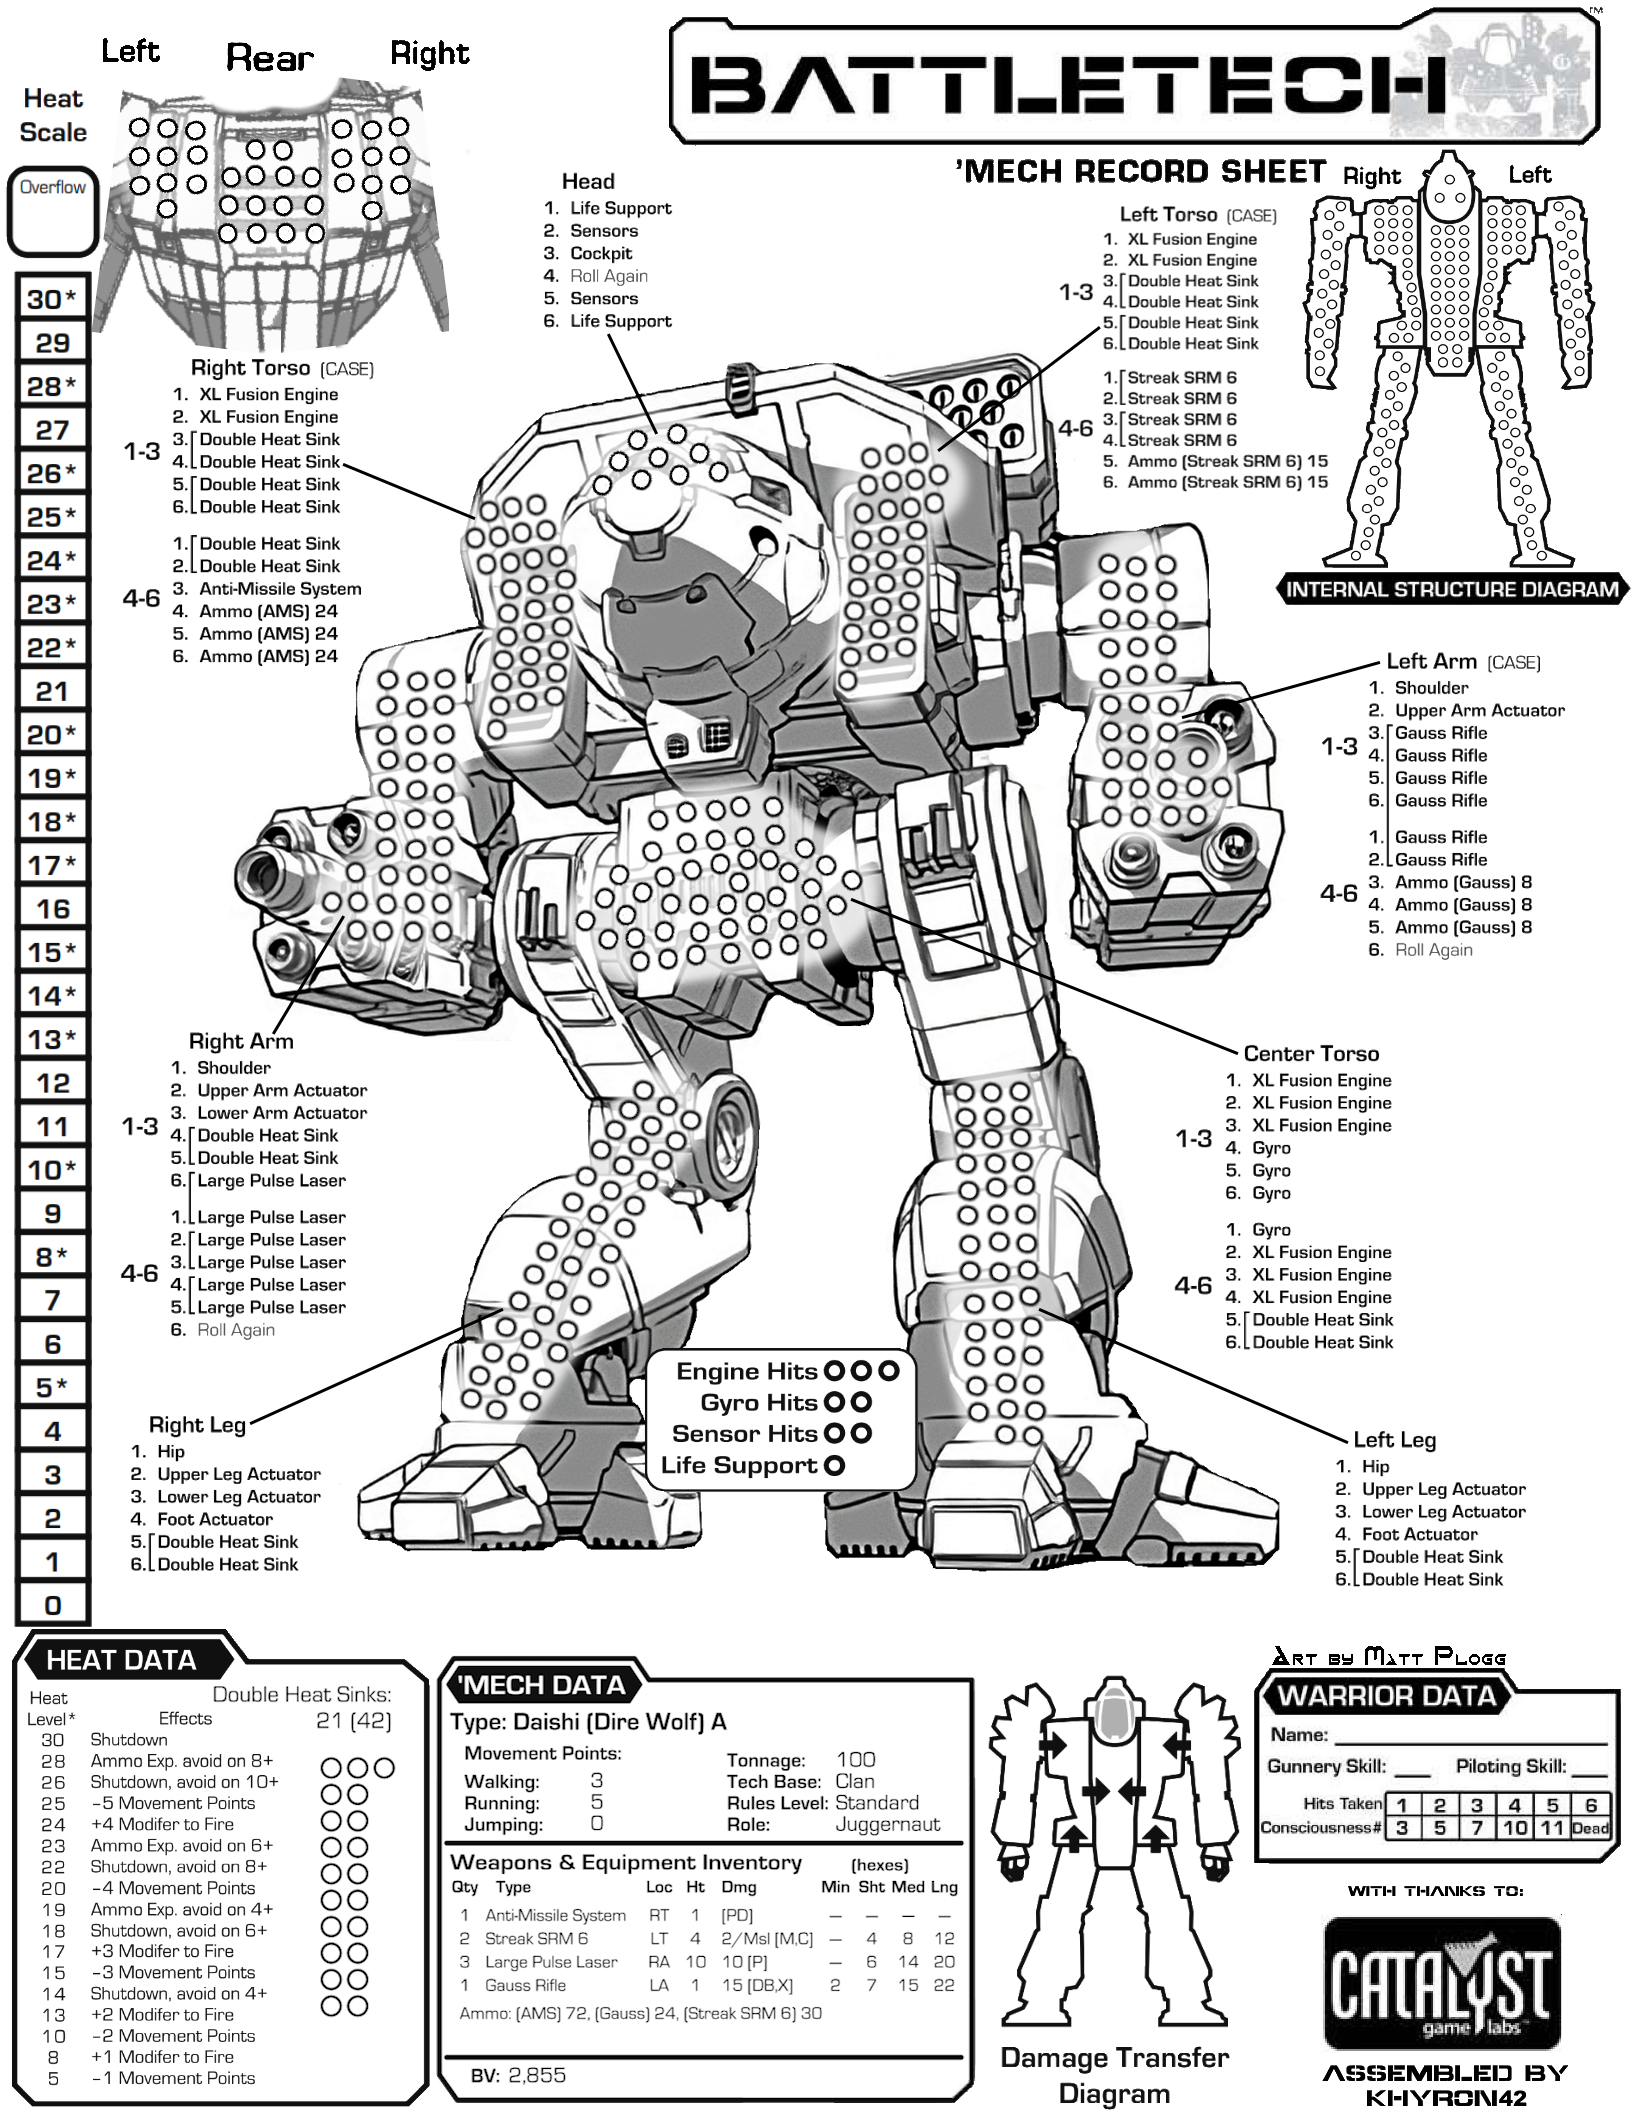 BATTLETECH
TM
'MECH RECORD SHEET
Left
Rear
Right
Heat
Scale
Overflow
30*
29
28*
27
26*
25*
24*
23*
22*
21
20*
19*
18*
17*
16
15*
14*
13*
12
11
10*
9
8*
7
6
5*
4
3
2
1
0
Head
1. Life Support
2. Sensors
3. Cockpit
4. Roll Again
5. Sensors
6. Life Support
Left Torso (CASE)
1-3
1. XL Fusion Engine
2. XL Fusion Engine
3. Double Heat Sink
4. Double Heat Sink
5. Double Heat Sink
6. Double Heat Sink
4-6
1. Streak SRM 6
2. Streak SRM 6
3. Streak SRM 6
4. Streak SRM 6
5. Ammo (Streak SRM 6) 15
6. Ammo (Streak SRM 6) 15
Right
Left
INTERNAL STRUCTURE DIAGRAM
Right Torso (CASE)
1-3
1. XL Fusion Engine
2. XL Fusion Engine
3. Double Heat Sink
4. Double Heat Sink
5. Double Heat Sink
6. Double Heat Sink
4-6
1. Double Heat Sink
2. Double Heat Sink
3. Anti-Missile System
4. Ammo (AMS) 24
5. Ammo (AMS) 24
6. Ammo (AMS) 24
Left Arm (CASE)
1-3
1. Shoulder
2. Upper Arm Actuator
3. Gauss Rifle
4. Gauss Rifle
5. Gauss Rifle
6. Gauss Rifle
4-6
1. Gauss Rifle
2. Gauss Rifle
3. Ammo (Gauss) 8
4. Ammo (Gauss) 8
5. Ammo (Gauss) 8
6. Roll Again
Right Arm
1-3
1. Shoulder
2. Upper Arm Actuator
3. Lower Arm Actuator
4. Double Heat Sink
5. Double Heat Sink
6. Large Pulse Laser
4-6
1. Large Pulse Laser
2. Large Pulse Laser
3. Large Pulse Laser
4. Large Pulse Laser
5. Large Pulse Laser
6. Roll Again
Center Torso
1-3
1. XL Fusion Engine
2. XL Fusion Engine
3. XL Fusion Engine
4. Gyro
5. Gyro
6. Gyro
4-6
1. Gyro
2. XL Fusion Engine
3. XL Fusion Engine
4. XL Fusion Engine
5. Double Heat Sink
6. Double Heat Sink
Engine Hits
Gyro Hits
Sensor Hits
Life Support
Right Leg
1. Hip
2. Upper Leg Actuator
3. Lower Leg Actuator
4. Foot Actuator
5. Double Heat Sink
6. Double Heat Sink
Left Leg
1. Hip
2. Upper Leg Actuator
3. Lower Leg Actuator
4. Foot Actuator
5. Double Heat Sink
6. Double Heat Sink
HEAT DATA
Heat
Level* Effects
Double Heat Sinks:
21 (42)
30 Shutdown
28 Ammo Exp. avoid on 8+
26 Shutdown, avoid on 10+
25 -5 Movement Points
24 +4 Modifer to Fire
23 Ammo Exp. avoid on 6+
22 Shutdown, avoid on 8+
20 -4 Movement Points
19 Ammo Exp. avoid on 4+
18 Shutdown, avoid on 6+
17 +3 Modifer to Fire
15 -3 Movement Points
14 Shutdown, avoid on 4+
13 +2 Modifer to Fire
10 -2 Movement Points
8 +1 Modifer to Fire
5 -1 Movement Points
'MECH DATA
Type: Daishi (Dire Wolf) A
Movement Points:
Walking: 3
Running: 5
Jumping: 0
Tonnage: 100
Tech Base: Clan
Rules Level: Standard
Role: Juggernaut
Weapons & Equipment Inventory (hexes)
Qty Type Loc Ht Dmg Min Sht Med Lng
1 Anti-Missile System RT 1 [PD] — — — —
2 Streak SRM 6 LT 4 2/Msl [M,C] — 4 8 12
3 Large Pulse Laser RA 10 10 [P] — 6 14 20
1 Gauss Rifle LA 1 15 [DB,X] 2 7 15 22
Ammo: (AMS) 72, (Gauss) 24, (Streak SRM 6) 30
BV: 2,855
Damage Transfer
Diagram
Art by Matt Plogg
WARRIOR DATA
Name:
Gunnery Skill: Piloting Skill:
Hits Taken 1 2 3 4 5 6
Consciousness# 3 5 7 10 11 Dead
WITH THANKS TO:
CATALYST
game labs
ASSEMBLED BY
KHYRON42